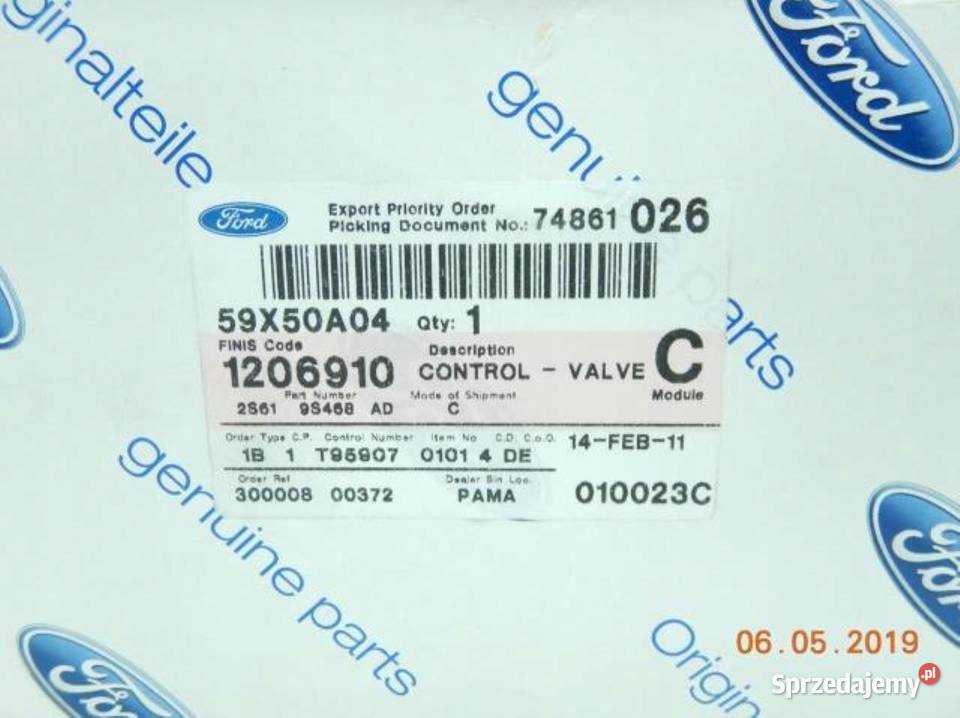 ginalteile
genuine parts
Ford
Ford
Export Priority Order
Picking Document No.: 74861 026
59X50A04 Qty: 1
FINIS Code Description
1206910 CONTROL - VALVE C
Part Number Mode of Shipment Module
2S61 9S468 AD C
Order Type C.P. Control Number Item No C.D. C.o.O. 14-FEB-11
1B 1 T95907 0101 4 DE
Order Ref Dealer Bin Loc.
300008 00372 PAMA 010023C
genuine parts
Ford
Ford
Origin
06.05.2019
Sprzedajemy.pl